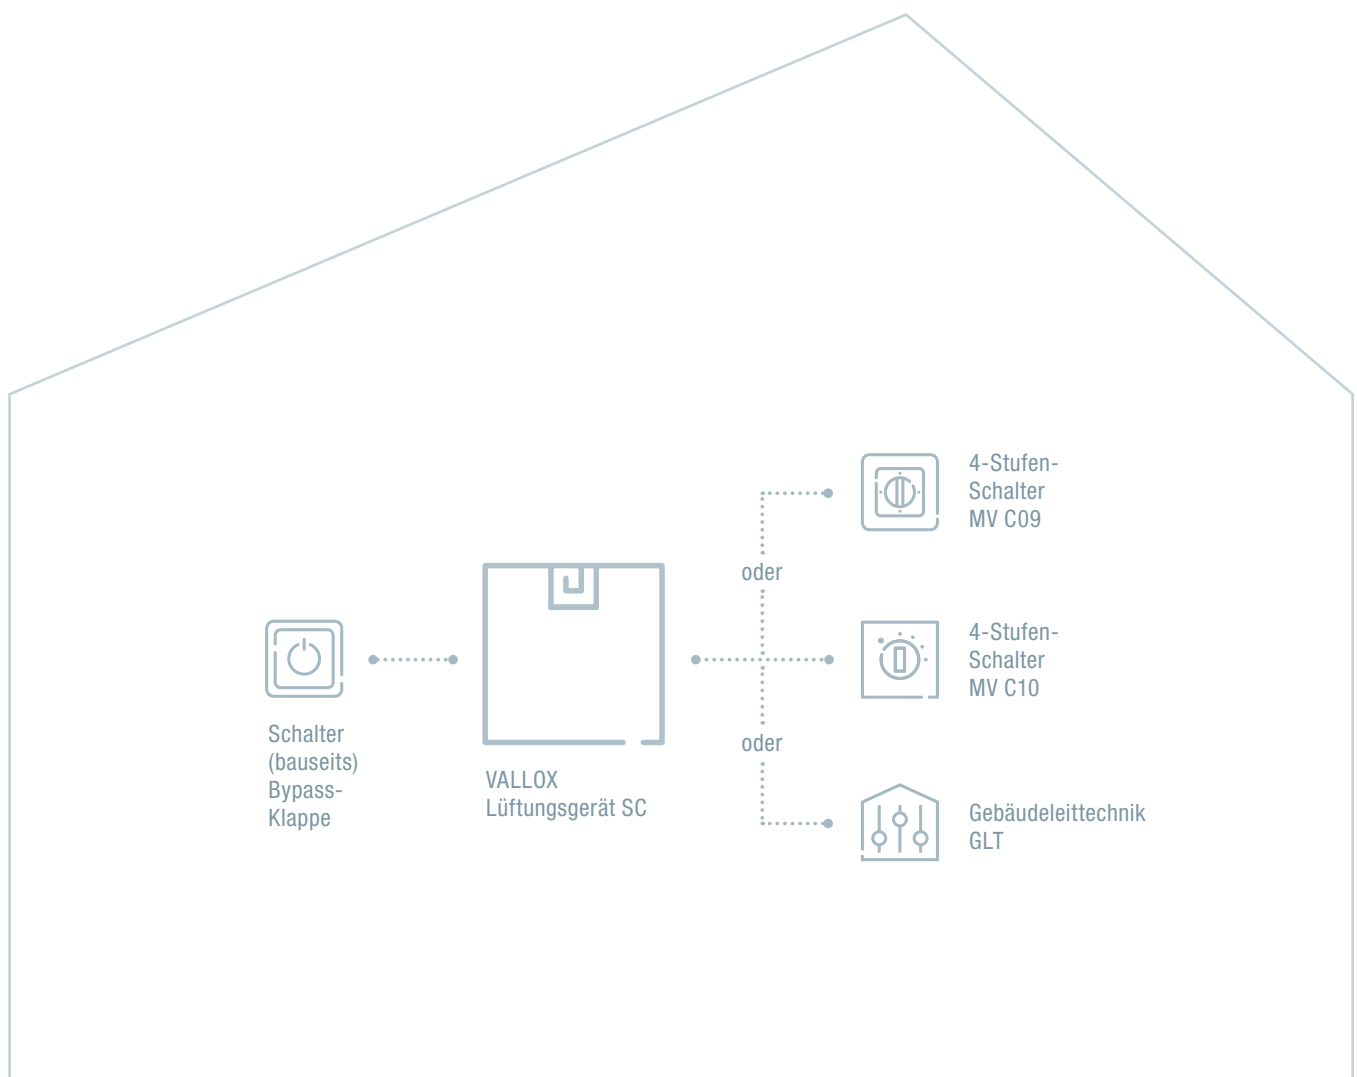 4-Stufen-
Schalter
MV C09
oder
4-Stufen-
Schalter
MV C10
Schalter
(bauseits)
Bypass-
Klappe
VALLOX
Lüftungsgerät SC
oder
Gebäudeleittechnik
GLT